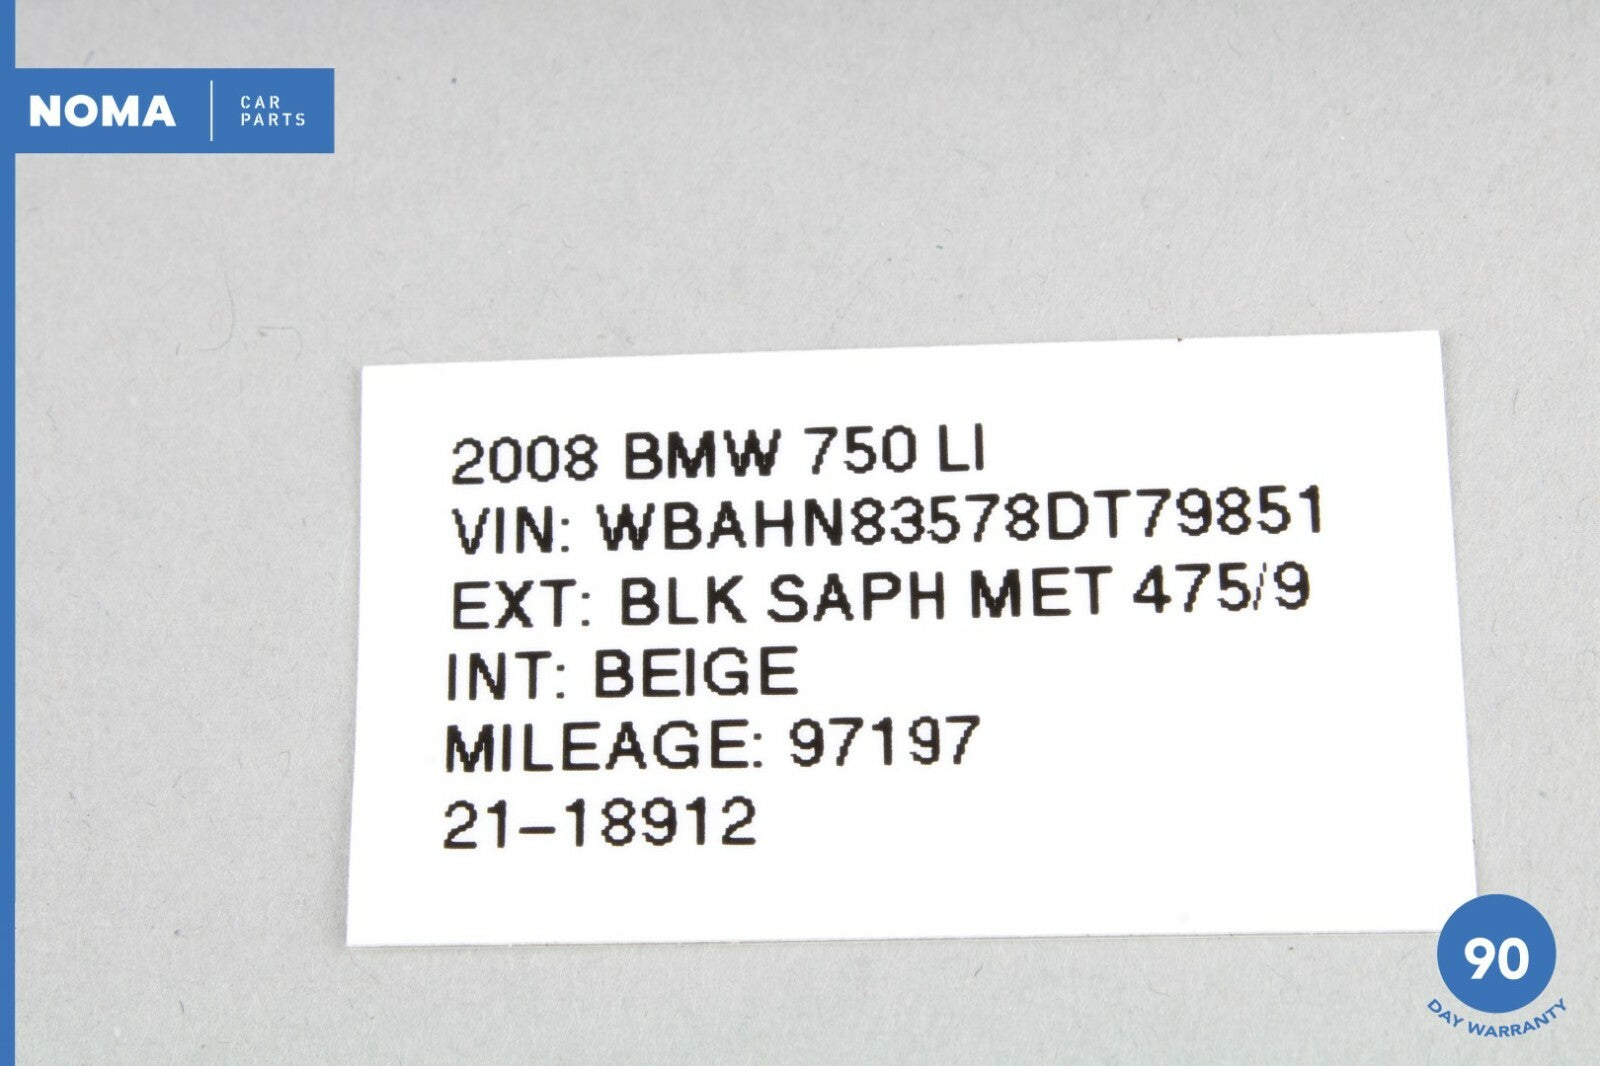 NOMA
CAR
PARTS
2008 BMW 750 LI
VIN: WBAHN83578DT79851
EXT: BLK SAPH MET 475/9
INT: BEIGE
MILEAGE: 97197
21-18912
90
DAY WARRANTY